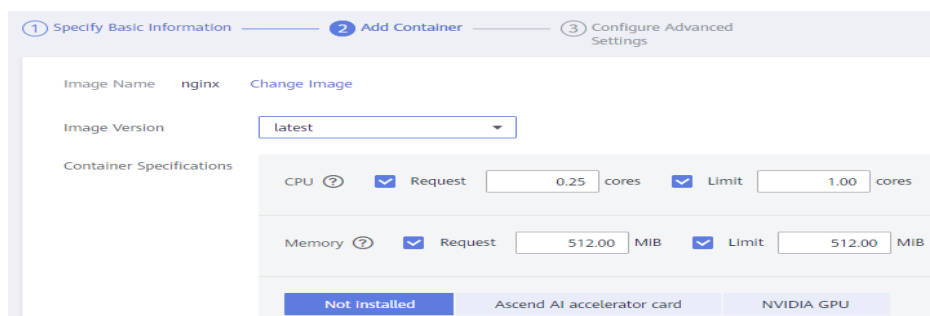 1 Specify Basic Information 2 Add Container 3 Configure Advanced
Settings
Image Name nginx Change Image
Image Version latest
Container Specifications
CPU ? Request 0.25 cores Limit 1.00 cores
Memory ? Request 512.00 MiB Limit 512.00 MiB
Not Installed Ascend AI accelerator card NVIDIA GPU